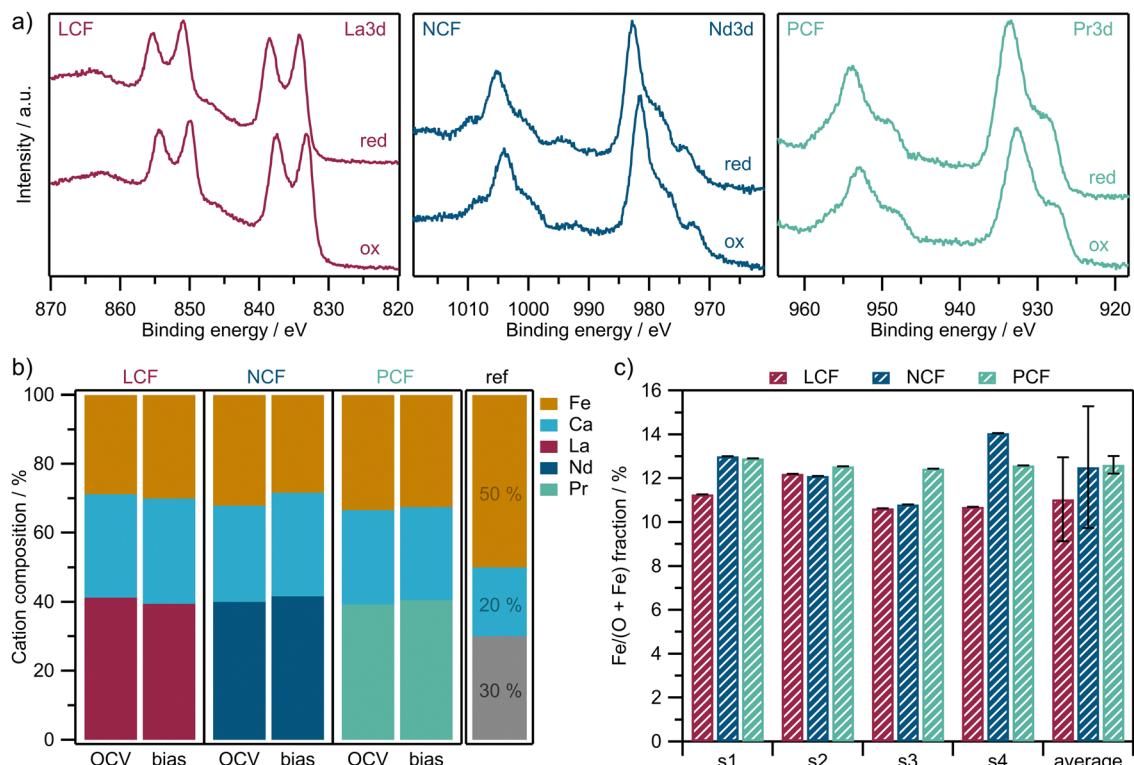 a)
LCF La3d
NCF Nd3d
PCF Pr3d
Intensity / a.u.
red
ox
red
ox
red
ox
870 860 850 840 830 820
1010 1000 990 980 970
960 950 940 930 920
Binding energy / eV
Binding energy / eV
Binding energy / eV
b)
LCF NCF PCF ref
Cation composition / %
100
80
60
40
20
0
50 %
20 %
30 %
Fe
Ca
La
Nd
Pr
OCV bias OCV bias OCV bias
c)
LCF NCF PCF
Fe/(O + Fe) fraction / %
16
14
12
10
8
6
4
2
0
s1 s2 s3 s4 average